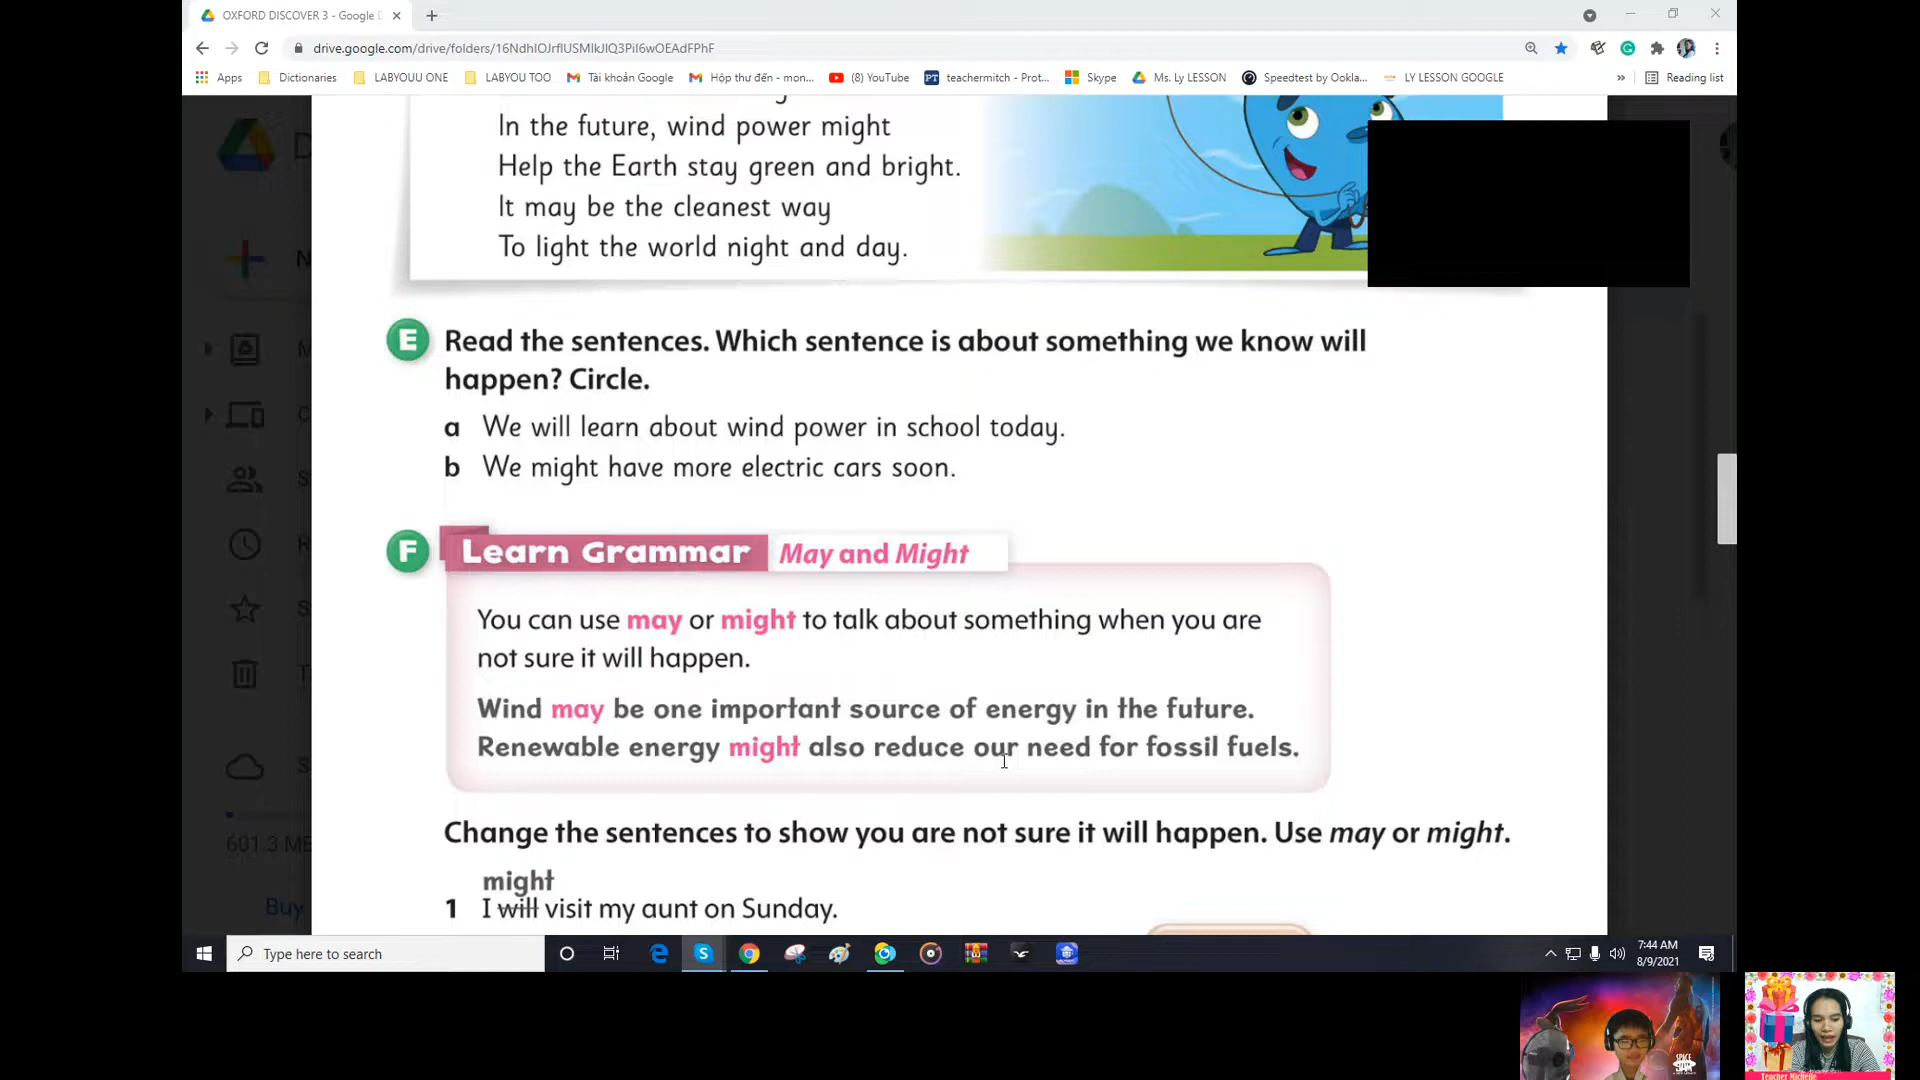 OXFORD DISCOVER 3 - Google D
drive.google.com/drive/folders/16NdhIOJrflUSMIkJIQ3PiI6wOEAdFPhF
Apps Dictionaries LABYOUU ONE LABYOU TOO Tài khoản Google Hộp thư đến - mon... (8) YouTube teachermitch - Prot... Skype Ms. Ly LESSON Speedtest by Ookla... LY LESSON GOOGLE » Reading list
In the future, wind power might
Help the Earth stay green and bright.
It may be the cleanest way
To light the world night and day.
E Read the sentences. Which sentence is about something we know will
happen? Circle.
a We will learn about wind power in school today.
b We might have more electric cars soon.
F Learn Grammar May and Might
You can use may or might to talk about something when you are
not sure it will happen.
Wind may be one important source of energy in the future.
Renewable energy might also reduce our need for fossil fuels.
Change the sentences to show you are not sure it will happen. Use may or might.
might
1 I will visit my aunt on Sunday.
601.3 MB
Buy
Type here to search
7:44 AM
8/9/2021
SPACE JAM
Teacher Michelle